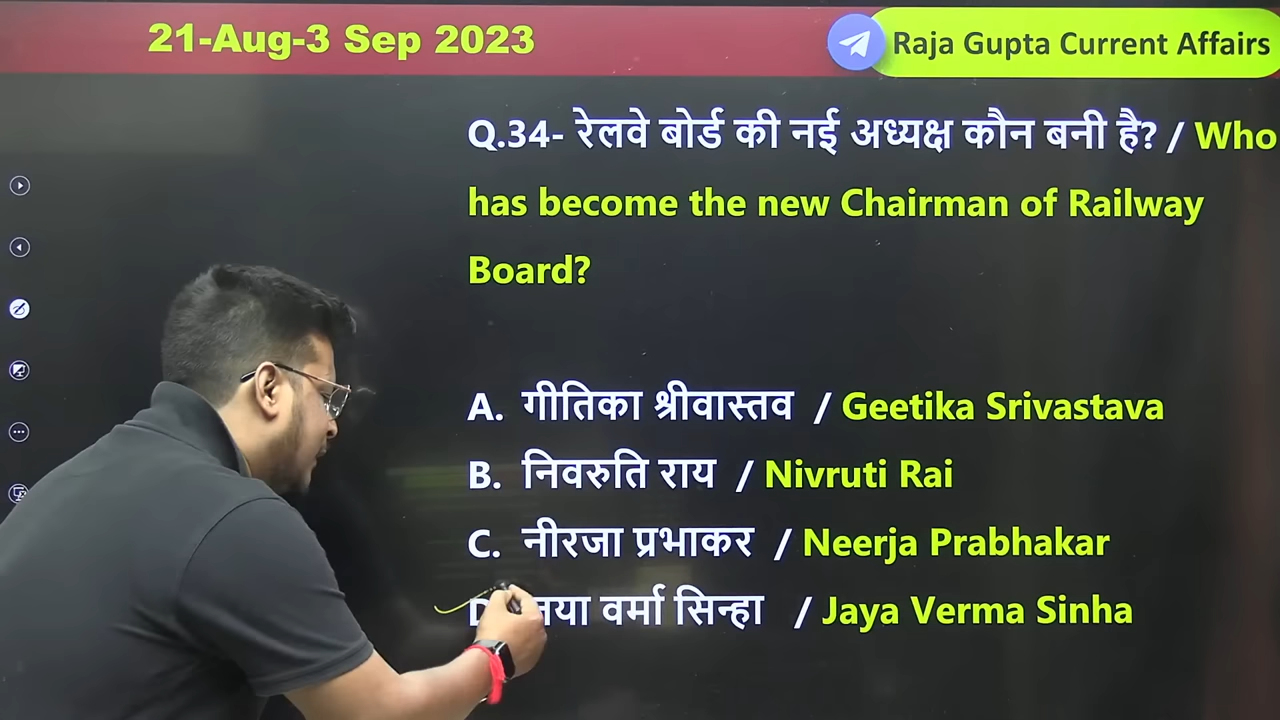 21-Aug-3 Sep 2023
Raja Gupta Current Affairs
Q.34- रेलवे बोर्ड की नई अध्यक्ष कौन बनी है? / Who
has become the new Chairman of Railway
Board?
A. गीतिका श्रीवास्तव / Geetika Srivastava
B. निवरुति राय / Nivruti Rai
C. नीरजा प्रभाकर / Neerja Prabhakar
D. जया वर्मा सिन्हा / Jaya Verma Sinha